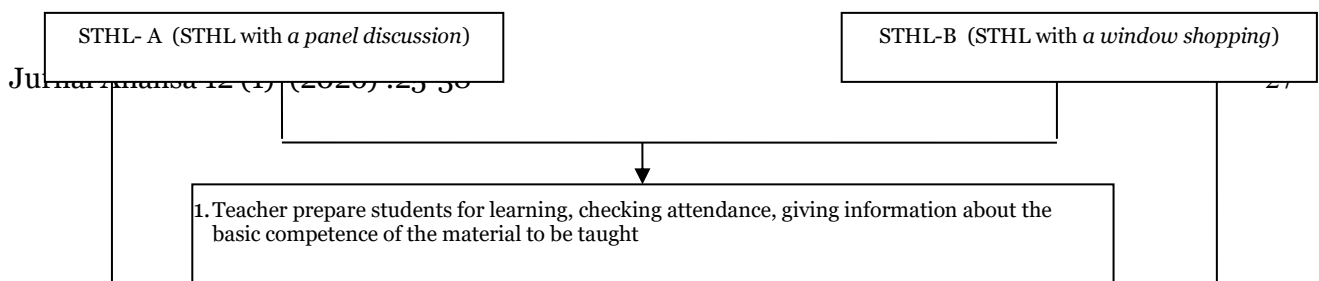 STHL- A (STHL with a panel discussion)
STHL-B (STHL with a window shopping)
1. Teacher prepare students for learning, checking attendance, giving information about the
basic competence of the material to be taught